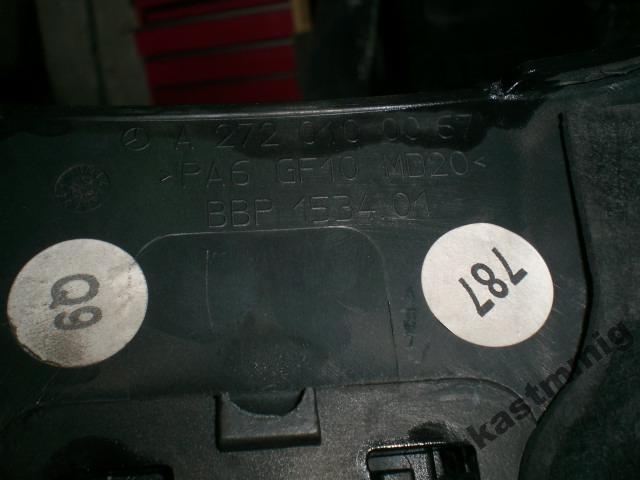 A 272 010 00 67
>PA6 GF10 MD20<
BBP 1534.01
Q9
787
kastmmig